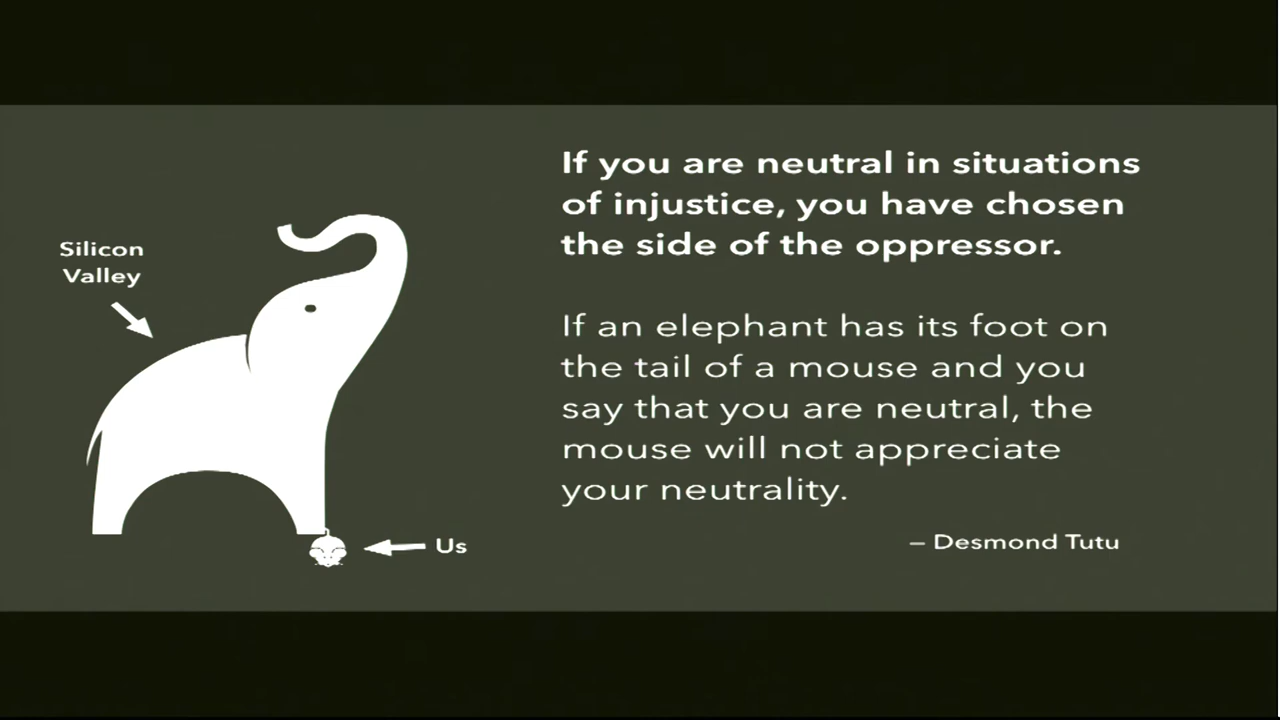 Silicon
Valley
Us
If you are neutral in situations
of injustice, you have chosen
the side of the oppressor.
If an elephant has its foot on
the tail of a mouse and you
say that you are neutral, the
mouse will not appreciate
your neutrality.
– Desmond Tutu